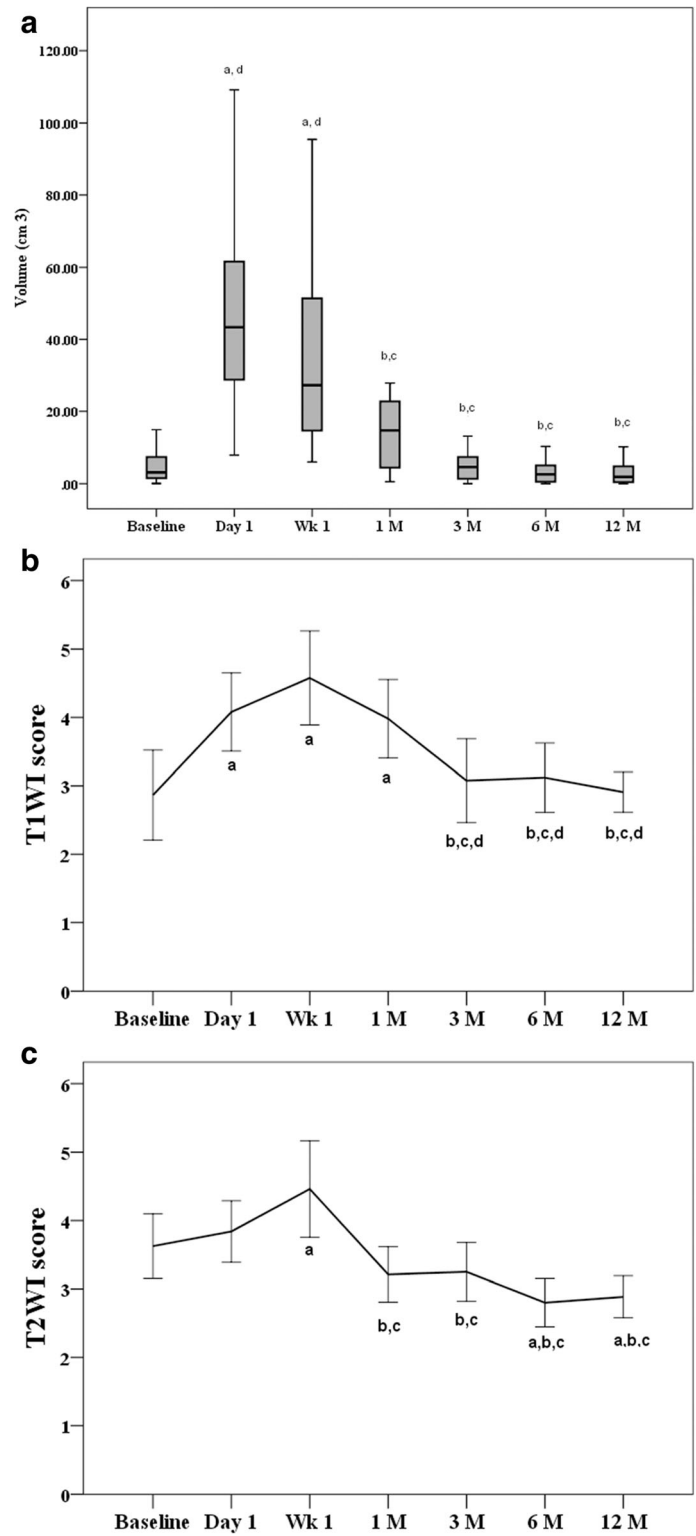 a
Volume (cm 3)
120.00
100.00
80.00
60.00
40.00
20.00
.00
a, d
a, d
b,c
b,c
b,c
b,c
Baseline Day 1 Wk 1 1 M 3 M 6 M 12 M
b
T1WI score
6
5
4
3
2
1
0
a
a
a
b,c,d
b,c,d
b,c,d
Baseline Day 1 Wk 1 1 M 3 M 6 M 12 M
c
T2WI score
6
5
4
3
2
1
0
a
b,c
b,c
a,b,c
a,b,c
Baseline Day 1 Wk 1 1 M 3 M 6 M 12 M